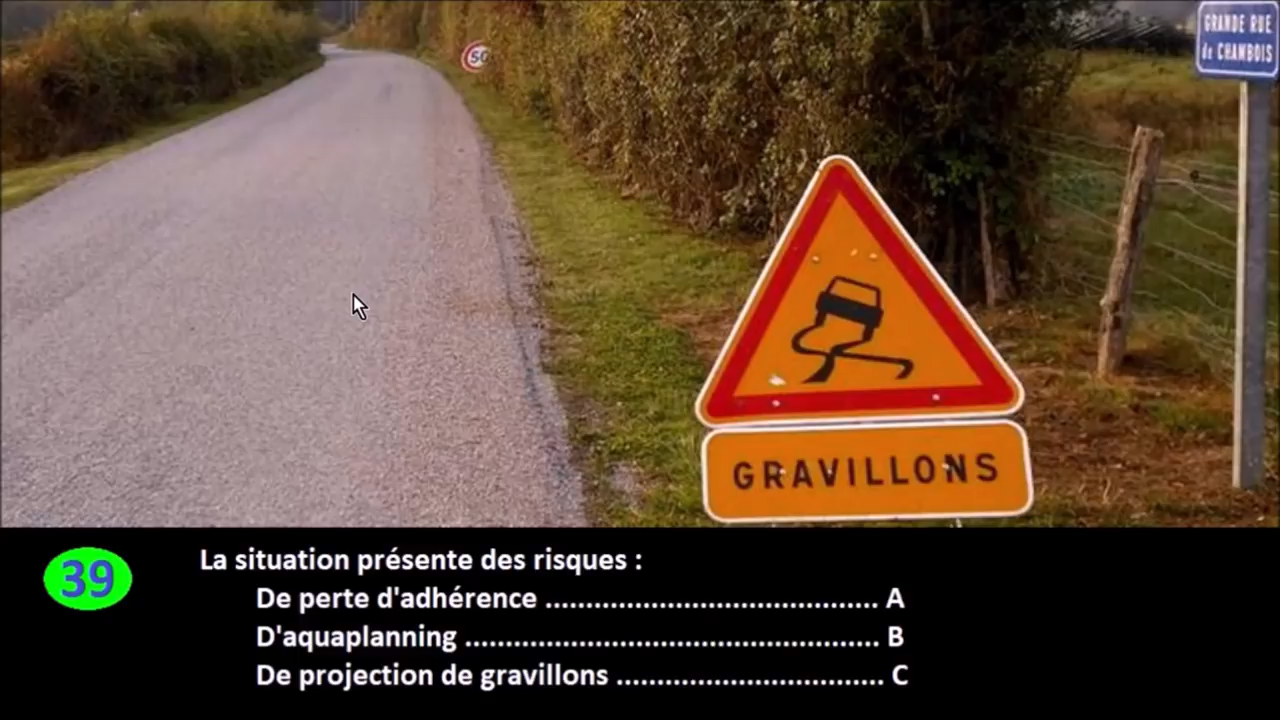 GRANDE RUE
de CHAMBOIS
50
GRAVILLONS
39
La situation présente des risques :
De perte d'adhérence ......................................... A
D'aquaplanning ................................................... B
De projection de gravillons ................................. C